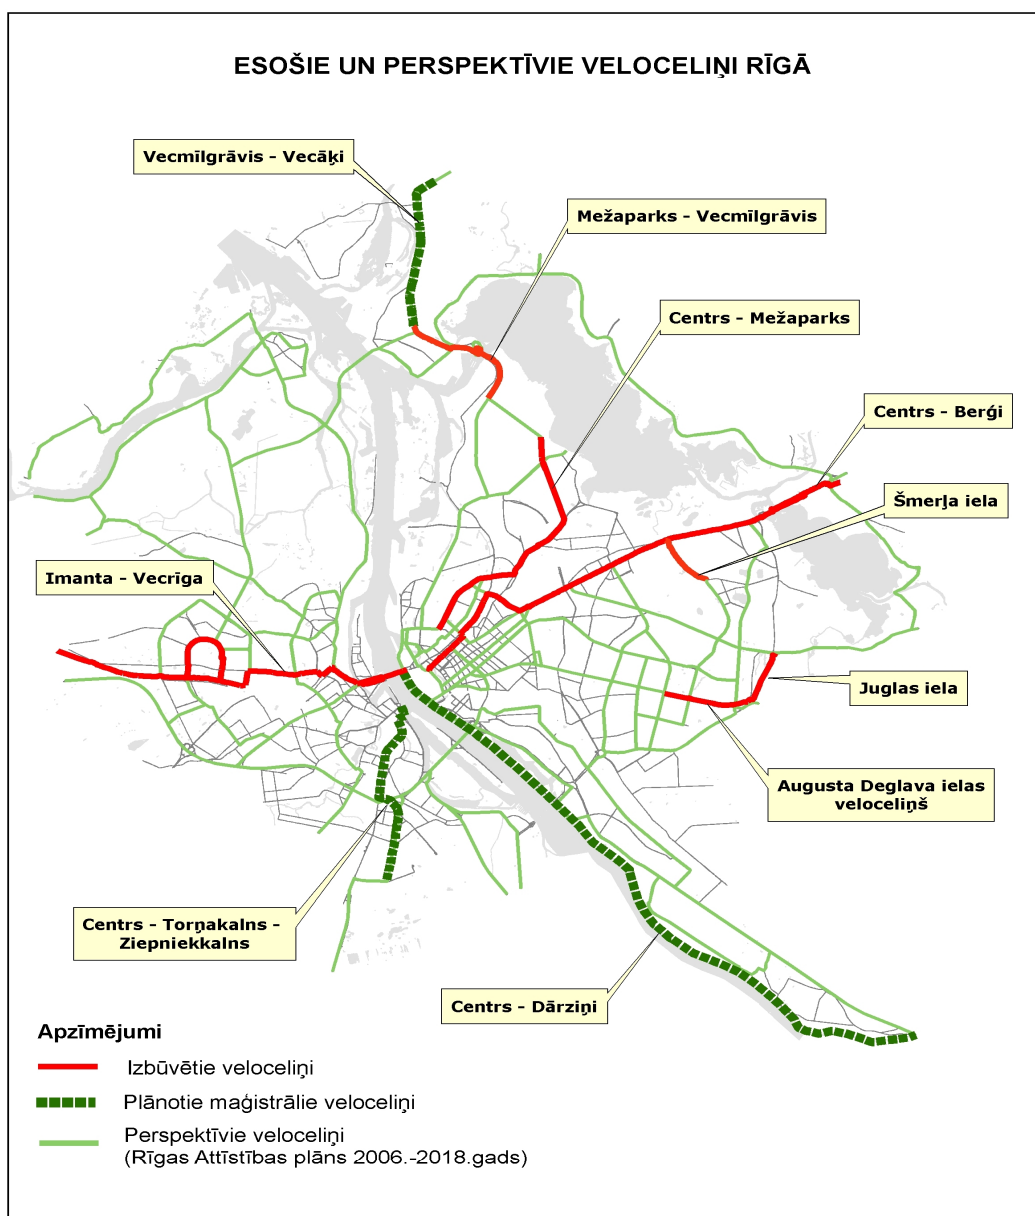 ESOŠIE UN PERSPEKTĪVIE VELOCELIŅI RĪGĀ
Vecmīlgrāvis - Vecāķi
Mežaparks - Vecmīlgrāvis
Centrs - Mežaparks
Centrs - Berģi
Šmerļa iela
Imanta - Vecrīga
Juglas iela
Augusta Deglava ielas
veloceliņš
Centrs - Torņakalns -
Ziepniekkalns
Centrs - Dārziņi
Apzīmējumi
Izbūvētie veloceliņi
Plānotie maģistrālie veloceliņi
Perspektīvie veloceliņi
(Rīgas Attīstības plāns 2006.-2018.gads)